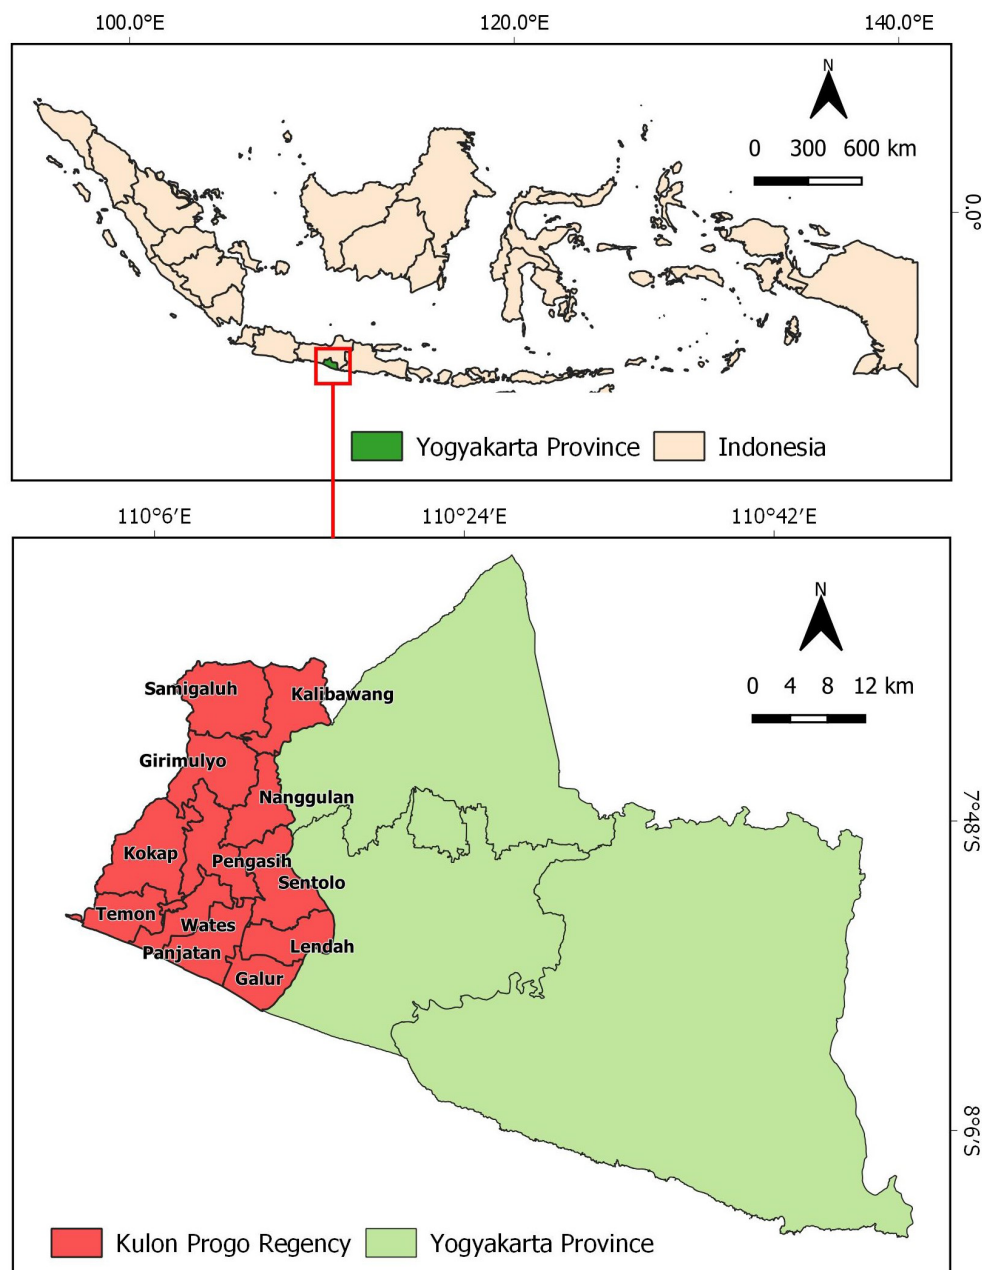 100.0°E 120.0°E 140.0°E
N
0 300 600 km
0.0°
Yogyakarta Province Indonesia
110°6′E 110°24′E 110°42′E
N
0 4 8 12 km
Samigaluh
Kalibawang
Girimulyo
Nanggulan
7°48′S
Kokap
Pengasih
Sentolo
Temon
Wates
Lendah
Panjatan
Galur
8°6′S
Kulon Progo Regency Yogyakarta Province